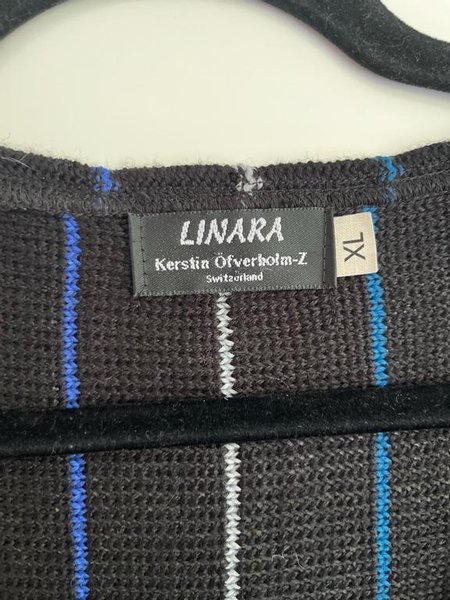 LINARA
Kerstin Öfverholm-Z
Switzerland
XL